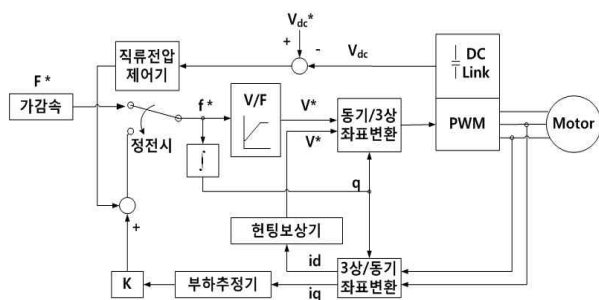 V_dc*
+
-
V_dc
직류전압
제어기
DC
Link
F*
가감속
f*
V/F
V*
동기/3상
좌표변환
PWM
Motor
정전시
∫
V*
q
+
헌팅보상기
id
3상/동기
좌표변환
K
부하추정기
iq